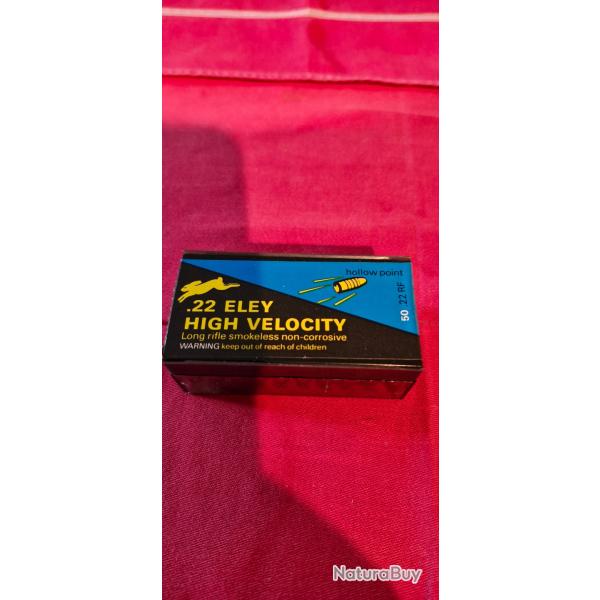 hollow point
.22 ELEY
HIGH VELOCITY
Long rifle smokeless non-corrosive
WARNING keep out of reach of children
50 .22 RF
NaturaBuy